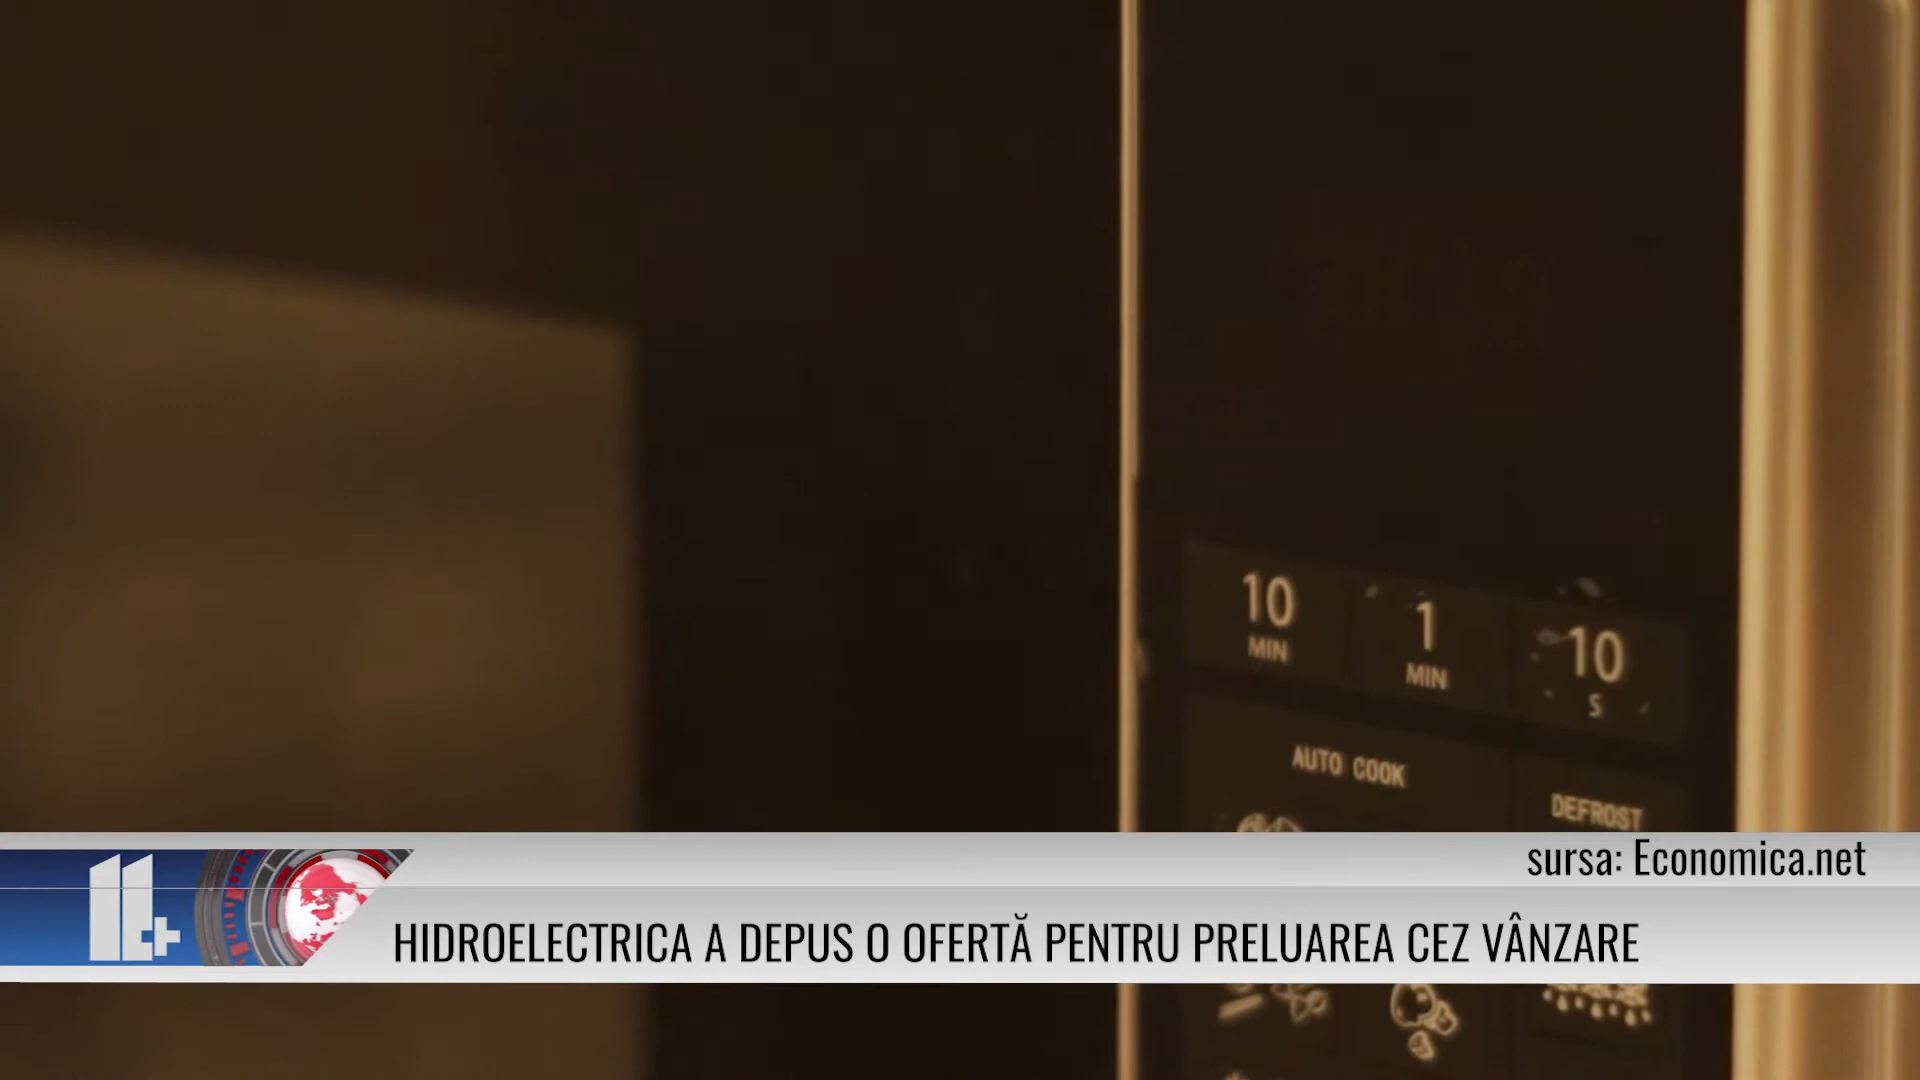 10 1 10
MIN MIN S
AUTO COOK
DEFROST
sursa: Economica.net
HIDROELECTRICA A DEPUS O OFERTĂ PENTRU PRELUAREA CEZ VÂNZARE